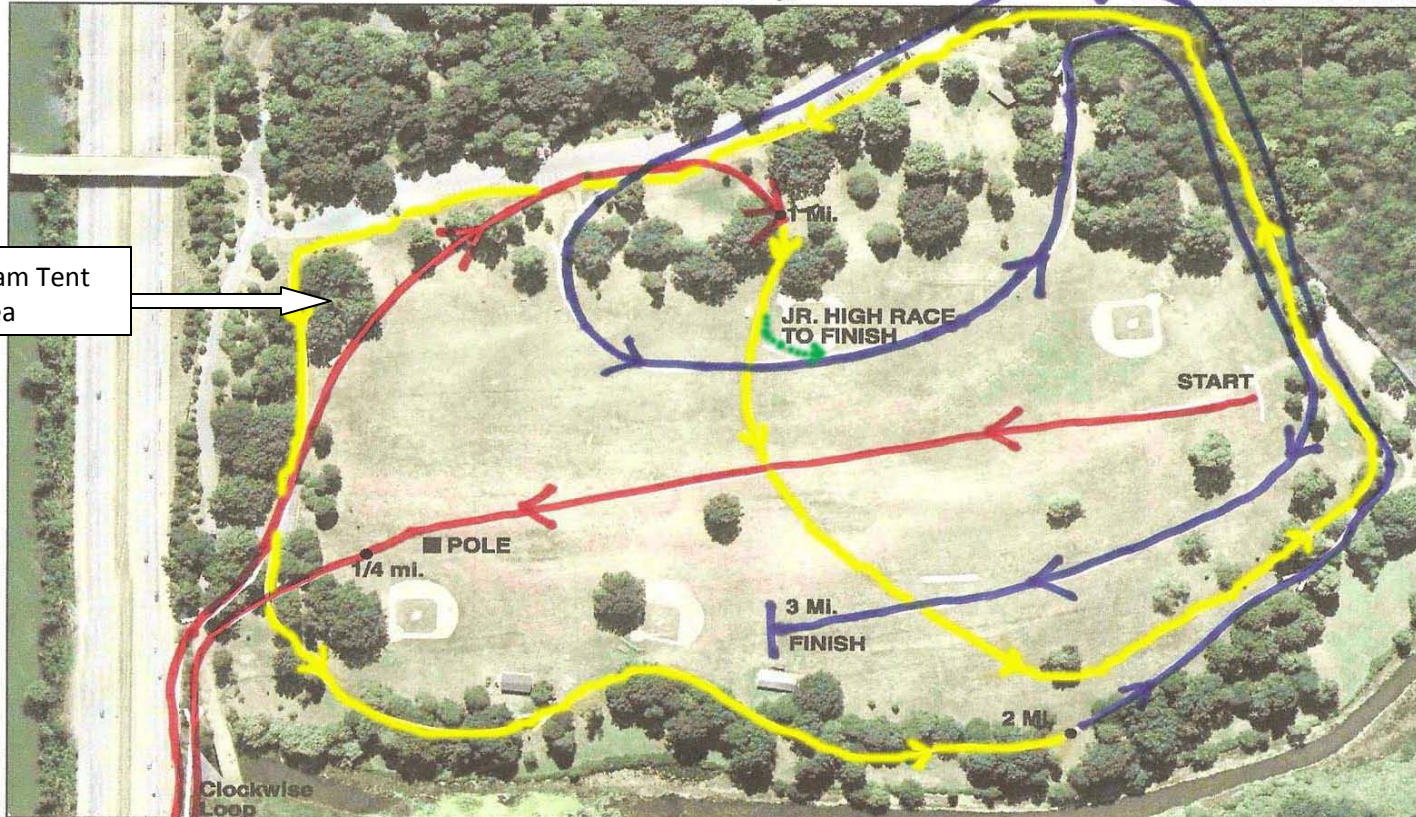 1 Mi.
am Tent
ea
JR. HIGH RACE
TO FINISH
START
POLE
1/4 mi.
3 Mi.
FINISH
2 Mi.
Clockwise
LOOP